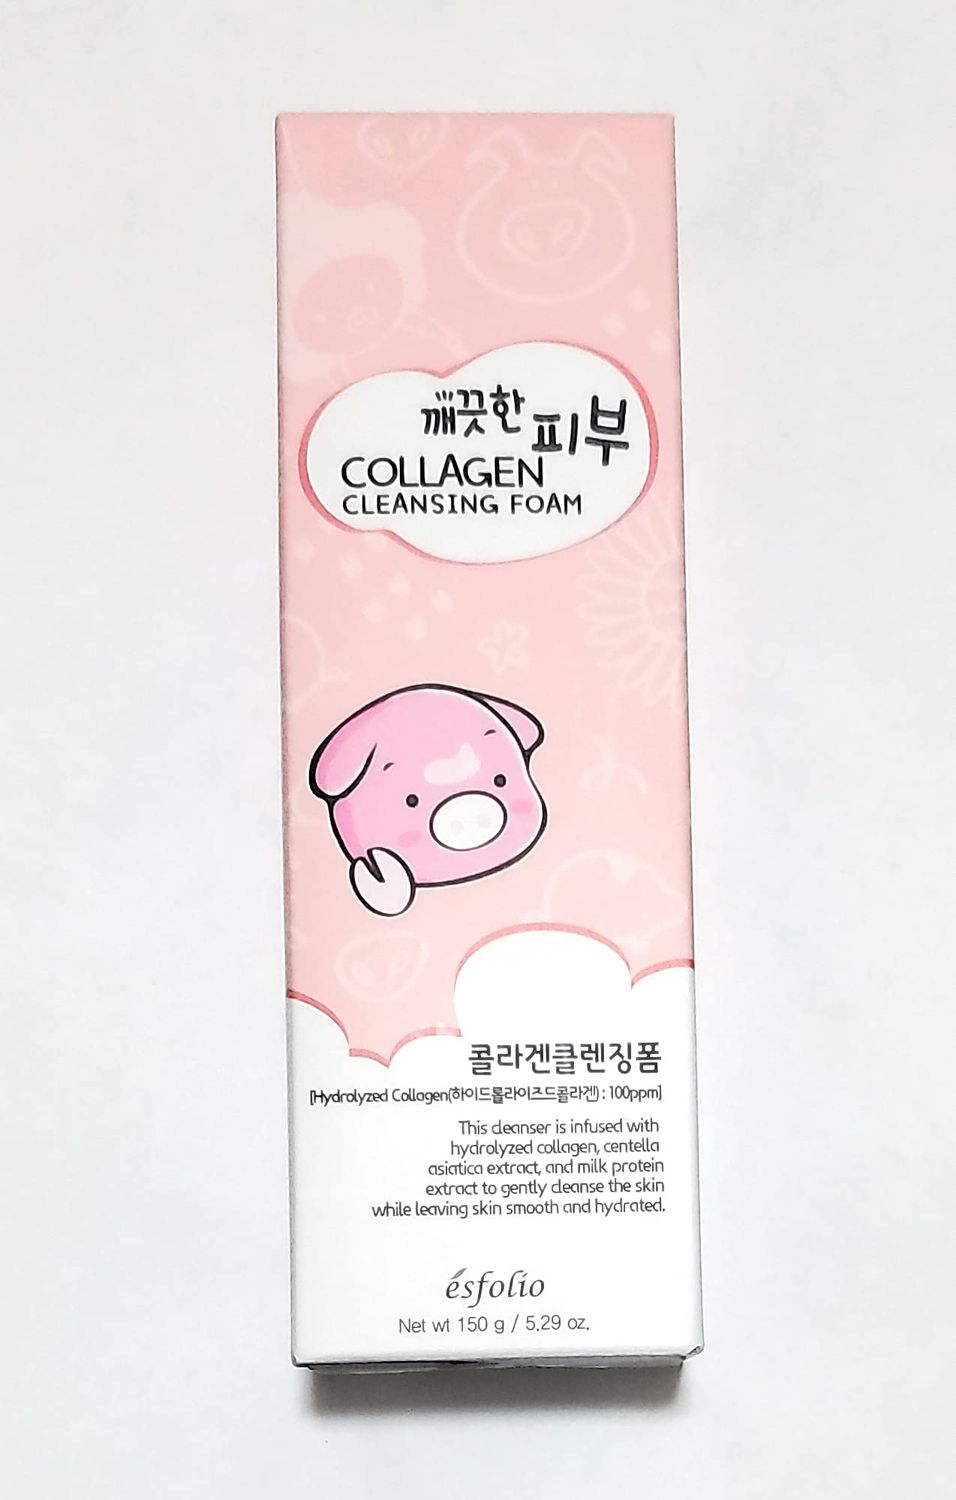 깨끗한 피부
COLLAGEN
CLEANSING FOAM
콜라겐클렌징폼
[Hydrolyzed Collagen(하이드롤라이즈드콜라겐) : 100ppm]
This cleanser is infused with
hydrolyzed collagen, centella
asiatica extract, and milk protein
extract to gently cleanse the skin
while leaving skin smooth and hydrated.
ésfolio
Net wt 150 g / 5.29 oz.